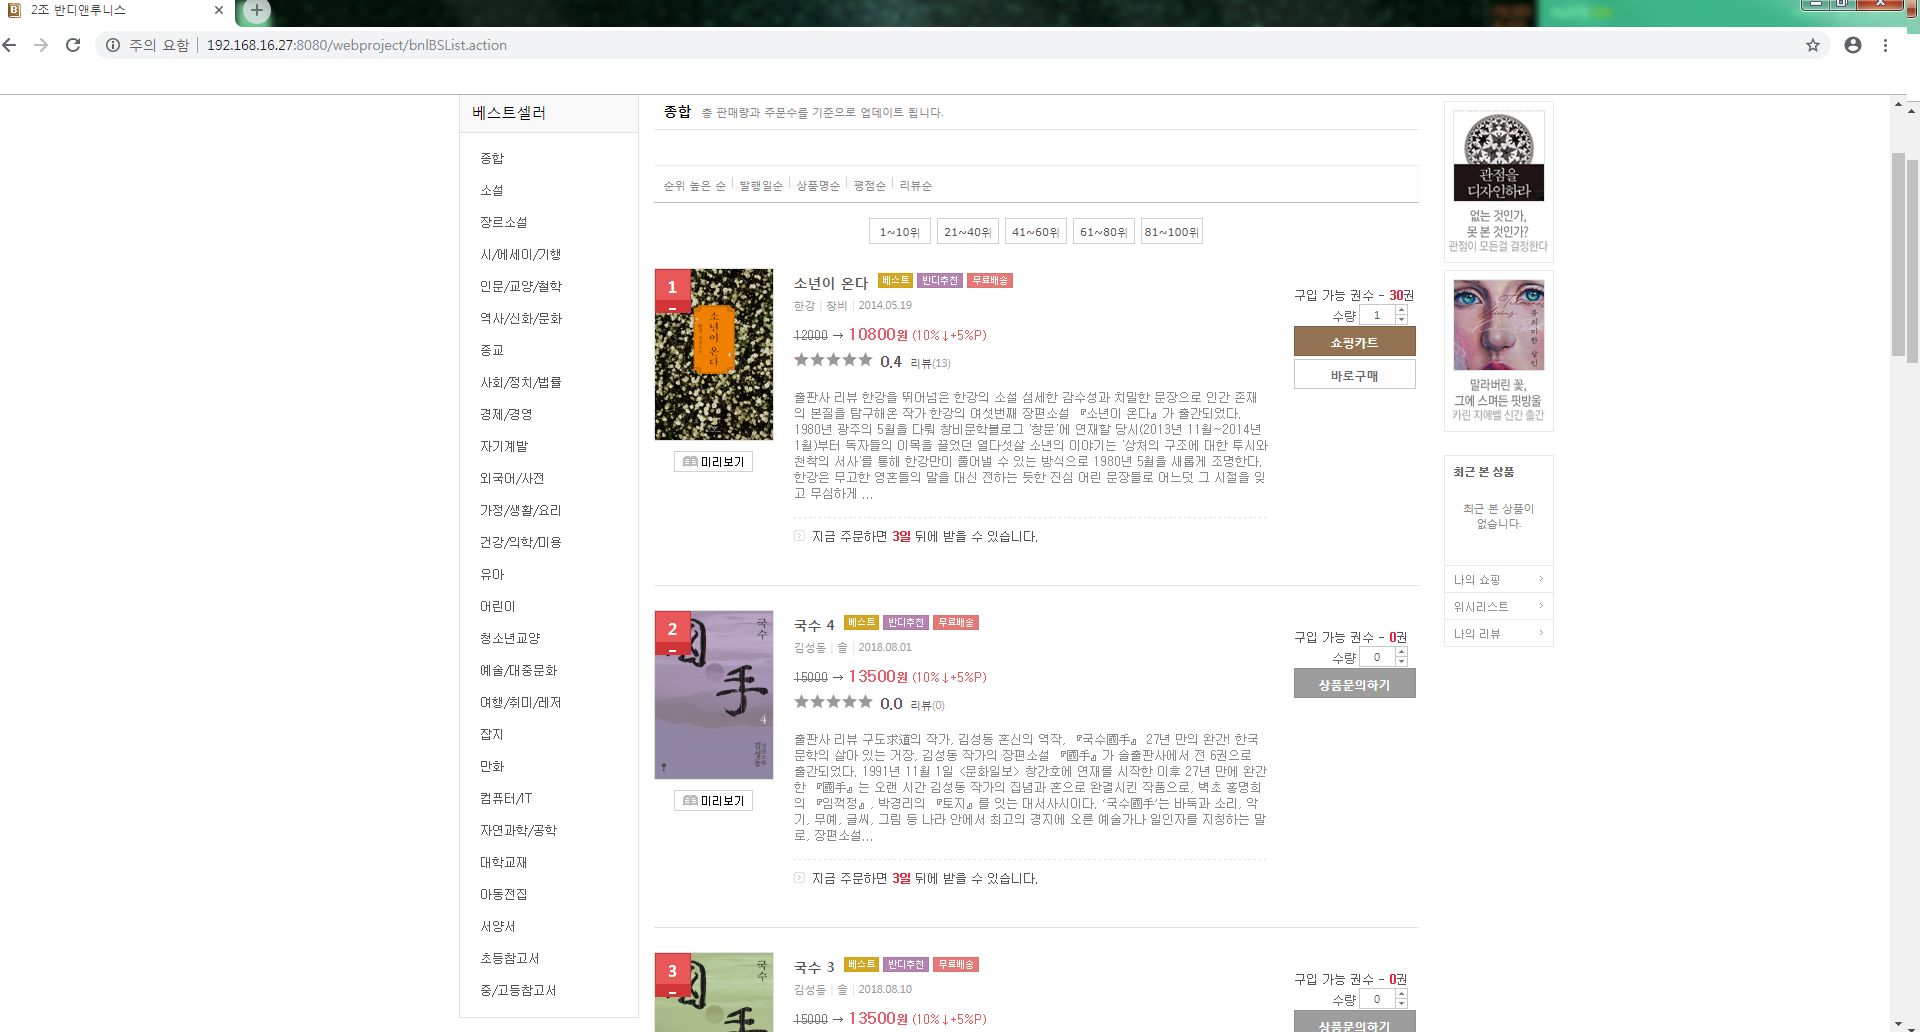 2조 반디앤루니스
주의 요함 192.168.16.27:8080/webproject/bnlBSList.action
베스트셀러
종합
소설
장르소설
시/에세이/기행
인문/교양/철학
역사/신화/문화
종교
사회/정치/법률
경제/경영
자기계발
외국어/사전
가정/생활/요리
건강/의학/미용
유아
어린이
청소년교양
예술/대중문화
여행/취미/레저
잡지
만화
컴퓨터/IT
자연과학/공학
대학교재
아동전집
서양서
초등참고서
중/고등참고서
종합 총 판매량과 주문수를 기준으로 업데이트 됩니다.
순위 높은 순 발행일순 상품명순 평점순 리뷰순
1~10위 21~40위 41~60위 61~80위 81~100위
1
소년이 온다
미리보기
소년이 온다 베스트 반디추천 무료배송
한강 | 창비 | 2014.05.19
12000 → 10800원 (10%↓+5%P)
★★★★★ 0.4 리뷰(13)
출판사 리뷰 한강을 뛰어넘은 한강의 소설 섬세한 감수성과 치밀한 문장으로 인간 존재
의 본질을 탐구해온 작가 한강의 여섯번째 장편소설 『소년이 온다』가 출간되었다.
1980년 광주의 5월을 다뤄 창비문학블로그 '창문'에 연재할 당시(2013년 11월~2014년
1월)부터 독자들의 이목을 끌었던 열다섯살 소년의 이야기는 '상처의 구조에 대한 투시와
천착의 서사'를 통해 한강만이 풀어낼 수 있는 방식으로 1980년 5월을 새롭게 조명한다.
한강은 무고한 영혼들의 말을 대신 전하는 듯한 진심 어린 문장들로 어느덧 그 시절을 잊
고 무심하게 ...
지금 주문하면 3일 뒤에 받을 수 있습니다.
구입 가능 권수 - 30권
수량 1
쇼핑카트
바로구매
2
국수
國手
4
김성동
미리보기
국수 4 베스트 반디추천 무료배송
김성동 | 솔 | 2018.08.01
15000 → 13500원 (10%↓+5%P)
★★★★★ 0.0 리뷰(0)
출판사 리뷰 구도求道의 작가, 김성동 혼신의 역작, 『국수國手』 27년 만의 완간! 한국
문학의 살아 있는 거장, 김성동 작가의 장편소설 『國手』가 솔출판사에서 전 6권으로
출간되었다. 1991년 11월 1일 <문화일보> 창간호에 연재를 시작한 이후 27년 만에 완간
한 『國手』는 오랜 시간 김성동 작가의 집념과 혼으로 완결시킨 작품으로, 벽초 홍명희
의 『임꺽정』, 박경리의 『토지』를 잇는 대서사시이다. ‘국수國手’는 바둑과 소리, 악
기, 무예, 글씨, 그림 등 나라 안에서 최고의 경지에 오른 예술가나 일인자를 지칭하는 말
로, 장편소설...
지금 주문하면 3일 뒤에 받을 수 있습니다.
구입 가능 권수 - 0권
수량 0
상품문의하기
3
국수
國手
국수 3 베스트 반디추천 무료배송
김성동 | 솔 | 2018.08.10
15000 → 13500원 (10%↓+5%P)
구입 가능 권수 - 0권
수량 0
상품문의하기
관점을
디자인하라
없는 것인가,
못 본 것인가?
관점이 모든걸 결정한다
유의미한 살인
말라버린 꽃,
그에 스며든 핏방울
카린 지에벨 신간 출간
최근 본 상품
최근 본 상품이
없습니다.
나의 쇼핑
위시리스트
나의 리뷰